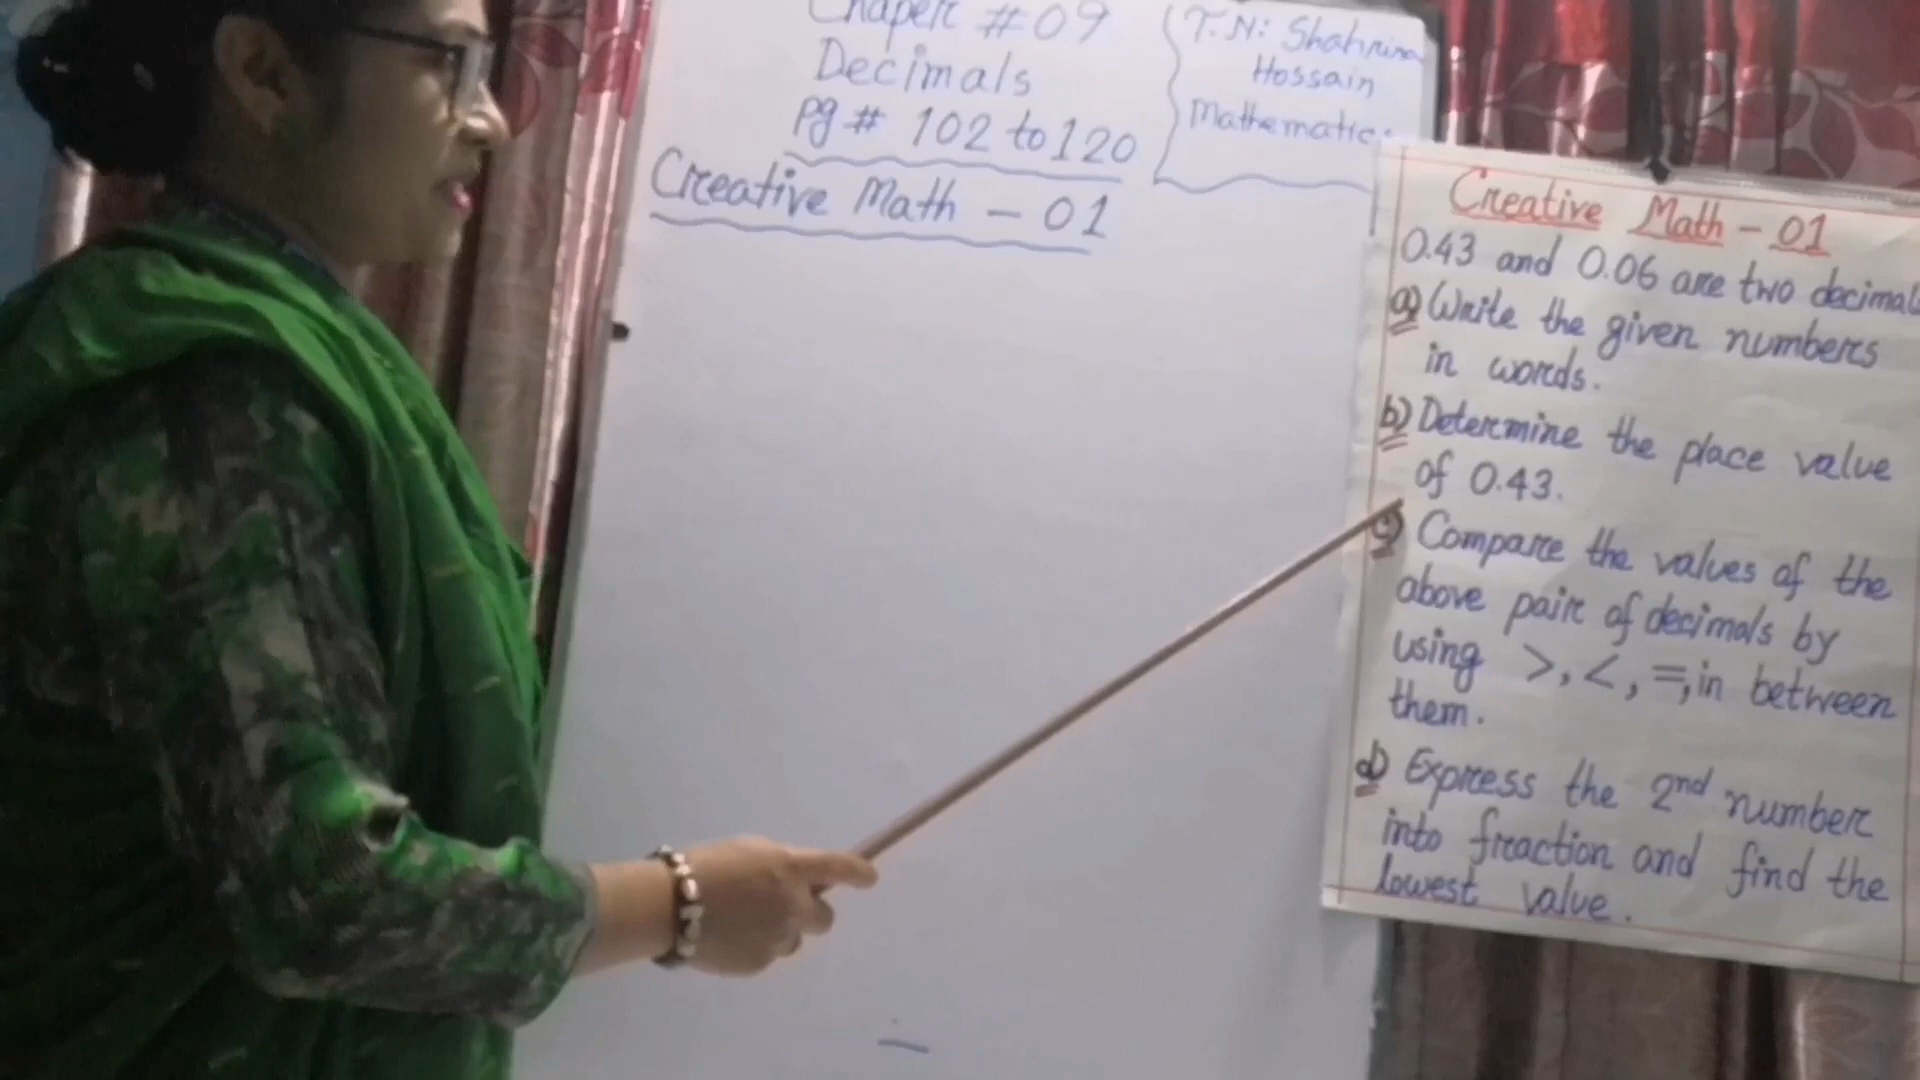 Chapter #09
Decimals
pg # 102 to 120
T.N: Shahrina
Hossain
Mathematics
Creative Math - 01
Creative Math - 01
0.43 and 0.06 are two decimals
a) Write the given numbers
in words.
b) Determine the place value
of 0.43.
c) Compare the values of the
above pair of decimals by
using >, <, =, in between
them.
d) Express the 2nd number
into fraction and find the
lowest value.